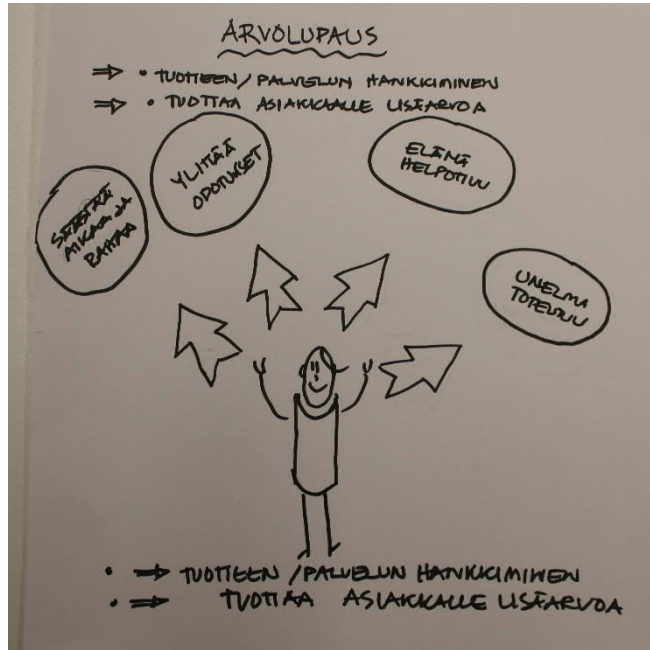 ARVOLUPAUS
⇒ • TUOTTEEN / PALVELUN HANKKIMINEN
⇒ • TUOTTAA ASIAKKAALLE LISÄARVOA
YLITTÄÄ
ODOTUKSET
ELÄMÄ
HELPOTTUU
SÄÄSTÄÄ
AIKAA JA
RAHAA
UNELMA
TOTEUTUU
• ⇒ TUOTTEEN / PALVELUN HANKKIMINEN
• ⇒ TUOTTAA ASIAKKALLE LISÄARVOA